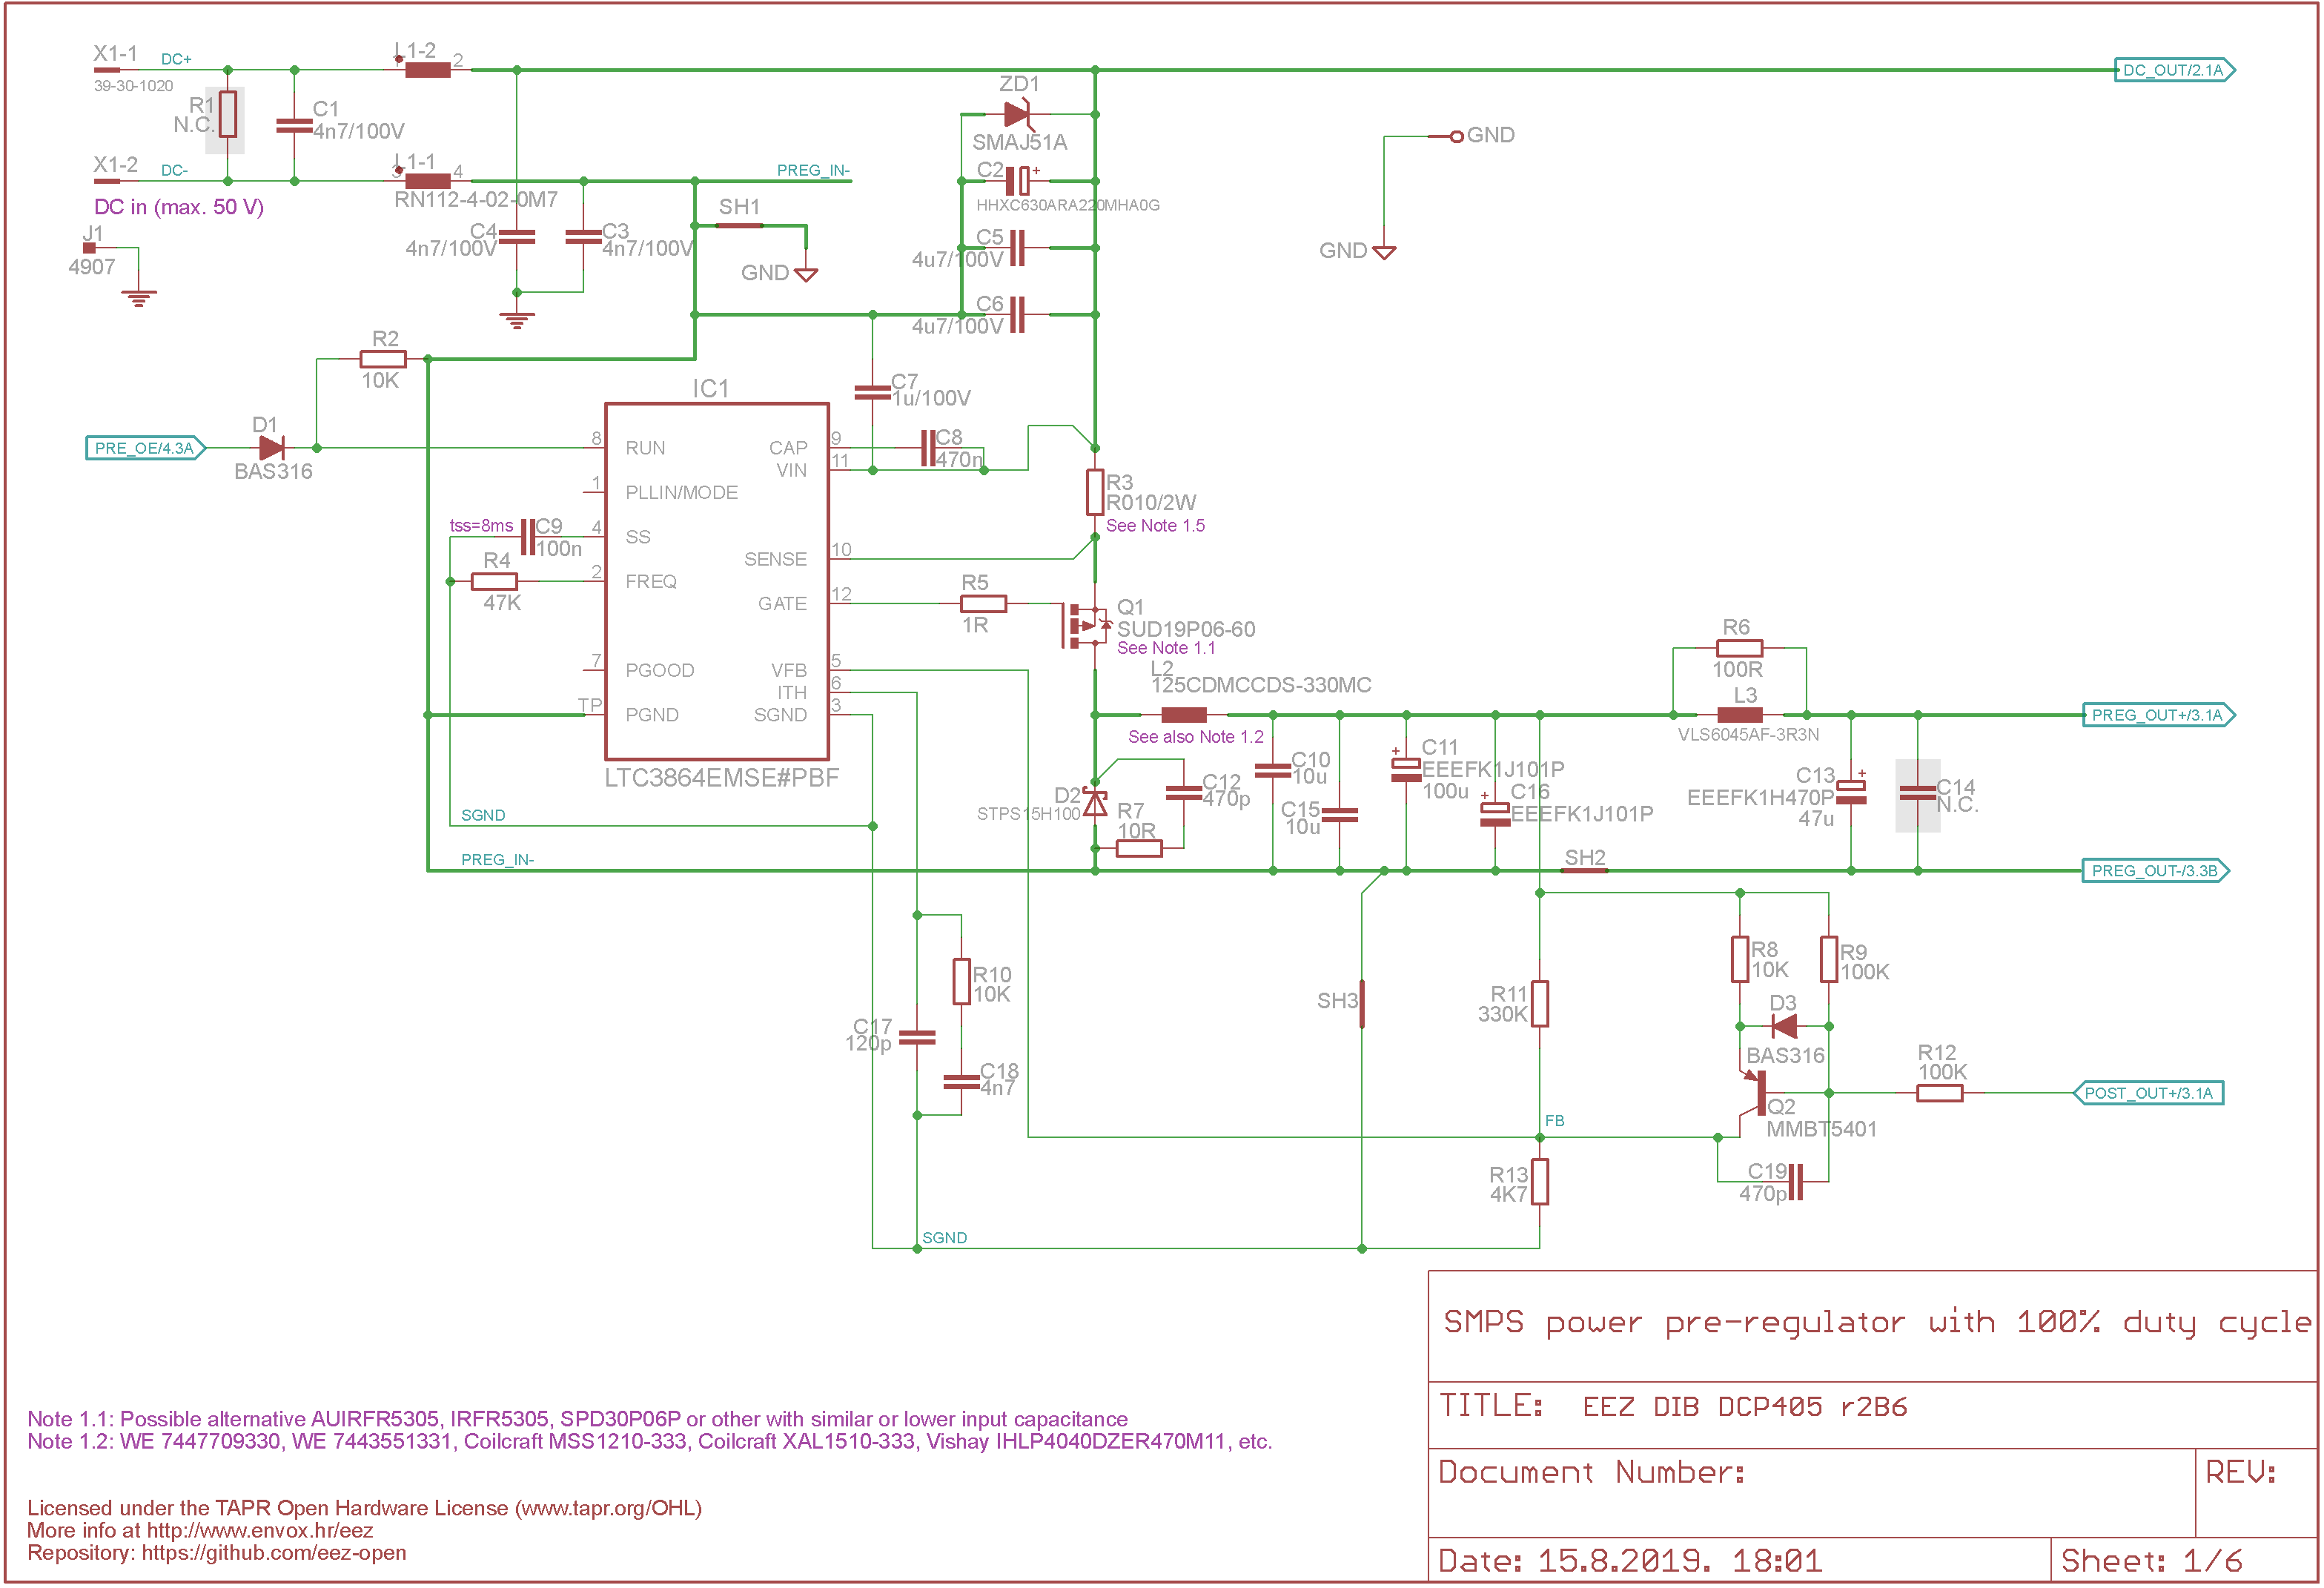 X1-1
DC+
39-30-1020
L1-2
1
2
DC_OUT/2.1A
R1
N.C.
C1
4n7/100V
ZD1
SMAJ51A
GND
X1-2
DC-
L1-1
3
4
RN112-4-02-0M7
PREG_IN-
C2
+
HHXC630ARA220MHA0G
DC in (max. 50 V)
SH1
GND
J1
4907
C4
4n7/100V
C3
4n7/100V
C5
4u7/100V
GND
C6
4u7/100V
R2
10K
IC1
C7
1u/100V
PRE_OE/4.3A
D1
BAS316
8
RUN
CAP
9
C8
470n
VIN
11
1
PLLIN/MODE
R3
R010/2W
See Note 1.5
tss=8ms
C9
100n
4
SS
SENSE
10
R4
47K
2
FREQ
GATE
12
R5
1R
Q1
SUD19P06-60
See Note 1.1
7
PGOOD
VFB
5
ITH
6
TP
PGND
SGND
3
LTC3864EMSE#PBF
L2
125CDMCCDS-330MC
See also Note 1.2
R6
100R
L3
VLS6045AF-3R3N
PREG_OUT+/3.1A
C10
10u
C11
+
EEEFK1J101P
100u
C12
470p
D2
STPS15H100
R7
10R
C15
10u
C16
+
EEEFK1J101P
C13
+
EEEFK1H470P
47u
C14
N.C.
SGND
PREG_IN-
SH2
PREG_OUT-/3.3B
R10
10K
C17
120p
C18
4n7
SH3
R11
330K
R8
10K
R9
100K
D3
BAS316
R12
100K
POST_OUT+/3.1A
Q2
MMBT5401
FB
R13
4K7
C19
470p
SGND
SMPS power pre-regulator with 100% duty cycle
TITLE: EEZ DIB DCP405 r2B6
Document Number:
REV:
Date: 15.8.2019. 18:01
Sheet: 1/6
Note 1.1: Possible alternative AUIRFR5305, IRFR5305, SPD30P06P or other with similar or lower input capacitance
Note 1.2: WE 7447709330, WE 7443551331, Coilcraft MSS1210-333, Coilcraft XAL1510-333, Vishay IHLP4040DZER470M11, etc.
Licensed under the TAPR Open Hardware License (www.tapr.org/OHL)
More info at http://www.envox.hr/eez
Repository: https://github.com/eez-open